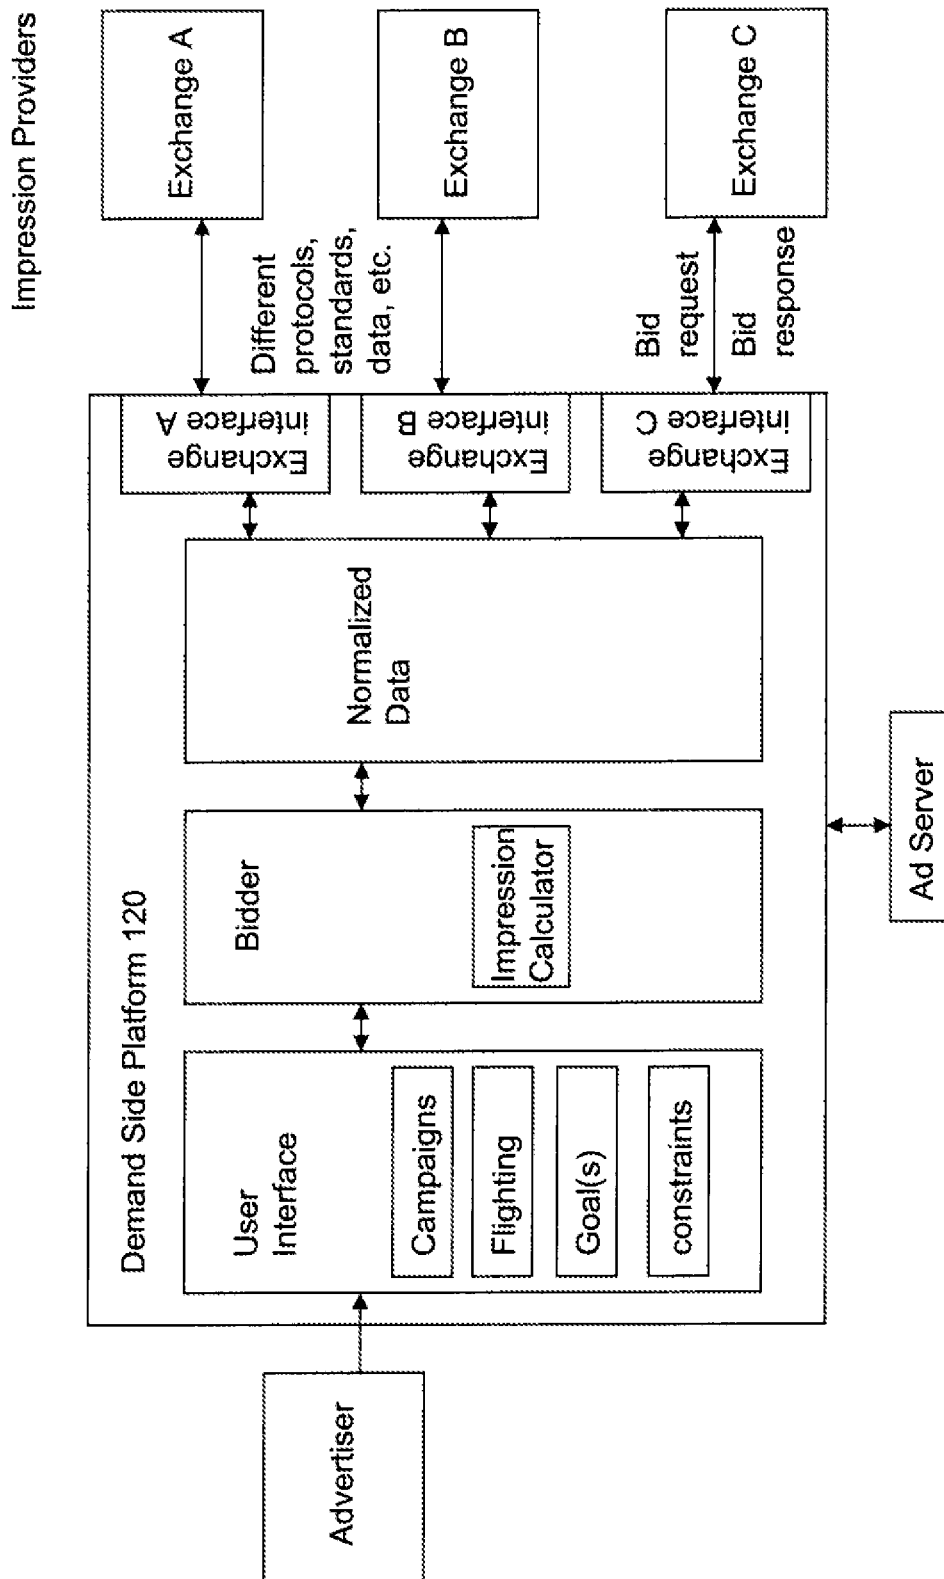 Impression Providers
Demand Side Platform 120
Advertiser
User
Interface
Campaigns
Flighting
Goal(s)
constraints
Bidder
Impression
Calculator
Normalized
Data
Exchange
interface A
Exchange
interface B
Exchange
interface C
Different
protocols,
standards,
data, etc.
Bid
request
Bid
response
Exchange A
Exchange B
Exchange C
Ad Server